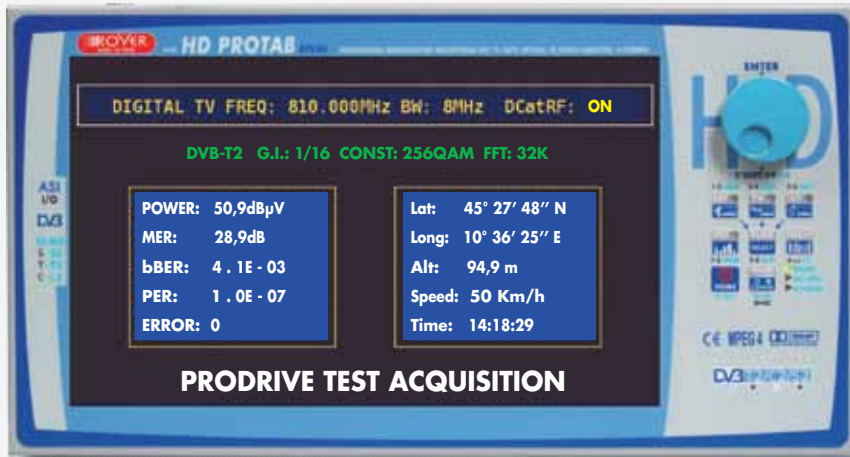 ROVER HD PROTAB
DIGITAL TV FREQ: 810.000MHz BW: 8MHz DCatRF: ON
DVB-T2 G.I.: 1/16 CONST: 256QAM FFT: 32K
POWER: 50,9dBµV
MER: 28,9dB
bBER: 4 . 1E - 03
PER: 1 . 0E - 07
ERROR: 0
Lat: 45° 27’ 48’’ N
Long: 10° 36’ 25’’ E
Alt: 94,9 m
Speed: 50 Km/h
Time: 14:18:29
PRODRIVE TEST ACQUISITION
ASI
I/O
DVB
ENTER
HD
CE MPEG4
DVB